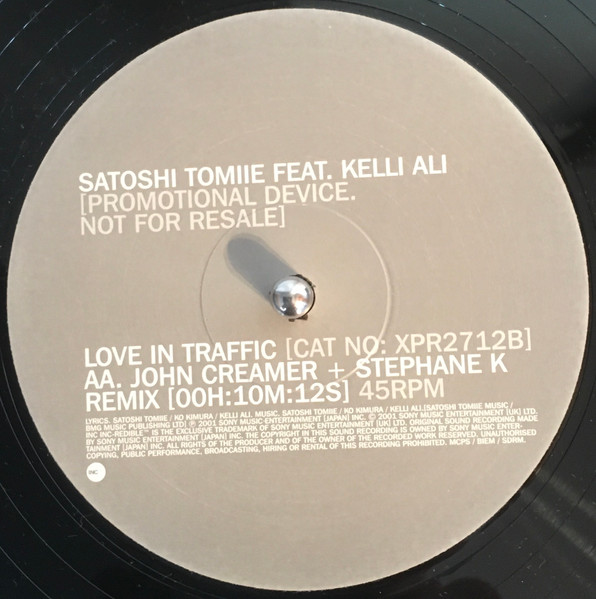 SATOSHI TOMIIE FEAT. KELLI ALI
[PROMOTIONAL DEVICE.
NOT FOR RESALE]
LOVE IN TRAFFIC [CAT NO: XPR2712B]
AA. JOHN CREAMER + STEPHANE K
REMIX [00H:10M:12S] 45RPM
LYRICS. SATOSHI TOMIIE / KO KIMURA / KELLI ALI. MUSIC. SATOSHI TOMIIE / KO KIMURA / KELLI ALI.[SATOSHI TOMIIE MUSIC /
BMG MUSIC PUBLISHING LTD] ℗ 2001 SONY MUSIC ENTERTAINMENT [JAPAN] INC. © 2001 SONY MUSIC ENTERTAINMENT [UK] LTD.
INC INC·REDIBLE™ IS THE EXCLUSIVE TRADEMARK OF SONY MUSIC ENTERTAINMENT [UK] LTD. ORIGINAL SOUND RECORDING MADE
BY SONY MUSIC ENTERTAINMENT [JAPAN] INC. THE COPYRIGHT IN THIS SOUND RECORDING IS OWNED BY SONY MUSIC ENTER-
TAINMENT [JAPAN] INC. ALL RIGHTS OF THE PRODUCER AND OF THE OWNER OF THE RECORDED WORK RESERVED. UNAUTHORISED
COPYING, PUBLIC PERFORMANCE, BROADCASTING, HIRING OR RENTAL OF THIS RECORDING PROHIBITED. MCPS / BIEM / SDRM.
INC